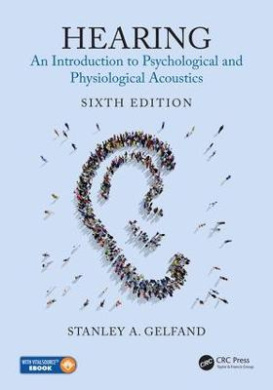 HEARING
An Introduction to Psychological and
Physiological Acoustics
SIXTH EDITION
STANLEY A. GELFAND
WITH VITALSOURCE®
EBOOK
CRC Press
Taylor & Francis Group